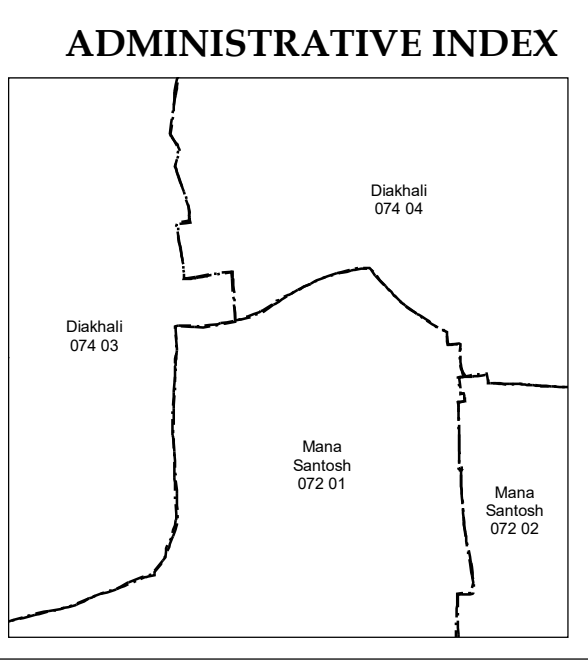 ADMINISTRATIVE INDEX
Diakhali
074 04
Diakhali
074 03
Mana
Santosh
072 01
Mana
Santosh
072 02